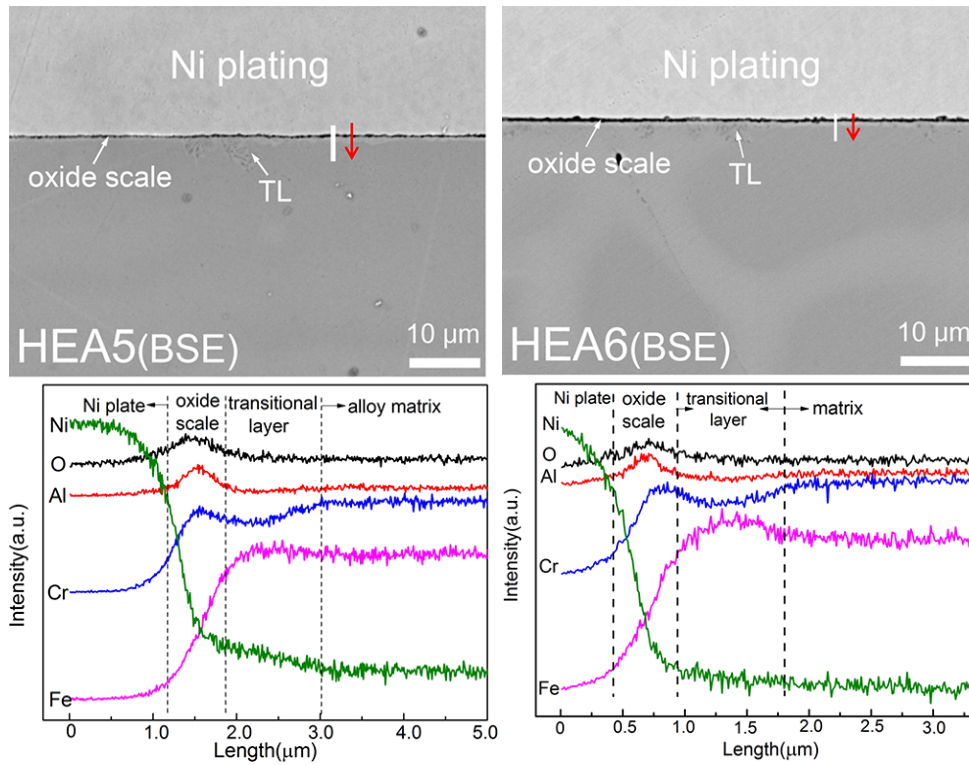 Ni plating
oxide scale
TL
HEA5(BSE)
10 μm
Ni plating
oxide scale
TL
HEA6(BSE)
10 μm
Ni plate
oxide
scale
transitional
layer
alloy matrix
Ni
O
Al
Cr
Fe
Intensity(a.u.)
0
1.0
2.0
3.0
4.0
5.0
Length(μm)
Ni plate
oxide
scale
transitional
layer
matrix
Ni
O
Al
Cr
Fe
Intensity(a.u.)
0
0.5
1.0
1.5
2.0
2.5
3.0
Length(μm)